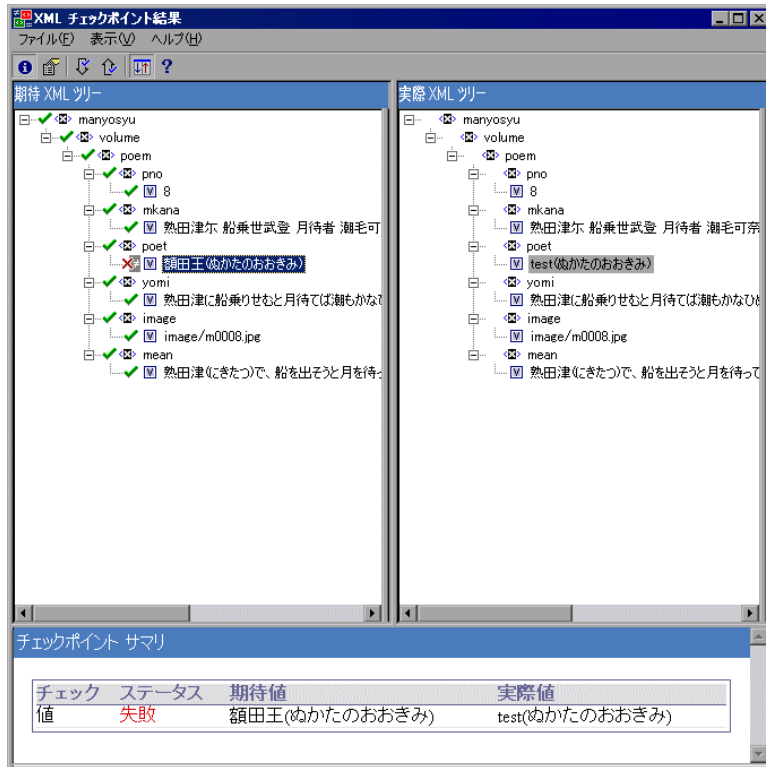 XML チェックポイント結果
ファイル(F) 表示(V) ヘルプ(H)
期待 XML ツリー
manyosyu
volume
poem
pno
8
mkana
熟田津尓 船乗世武登 月待者 潮毛可
poet
額田王(ぬかたのおおきみ)
yomi
熟田津に船乗りせむと月待てば潮もかな
image
image/m0008.jpg
mean
熟田津(にきたつ)で、船を出そうと月を待
実際 XML ツリー
manyosyu
volume
poem
pno
8
mkana
熟田津尓 船乗世武登 月待者 潮毛可奈
poet
test(ぬかたのおおきみ)
yomi
熟田津に船乗りせむと月待てば潮もかなひ
image
image/m0008.jpg
mean
熟田津(にきたつ)で、船を出そうと月を待って
チェックポイント サマリ
チェック ステータス 期待値 実際値
値 失敗 額田王(ぬかたのおおきみ) test(ぬかたのおおきみ)